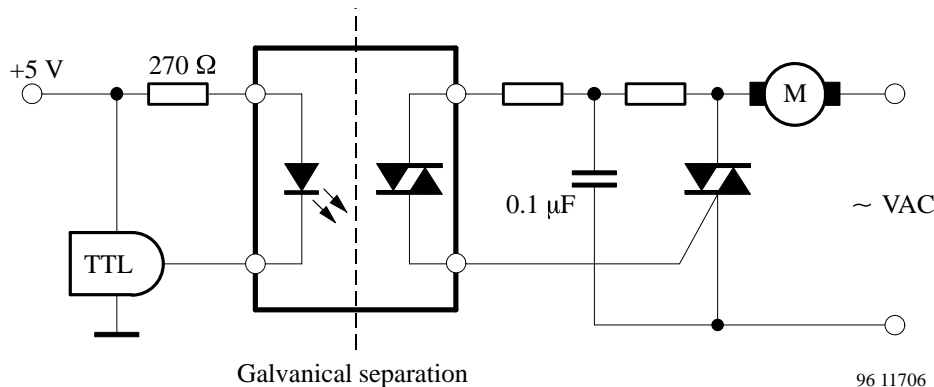 +5 V
270 Ω
M
0.1 µF
~ VAC
TTL
Galvanical separation
96 11706